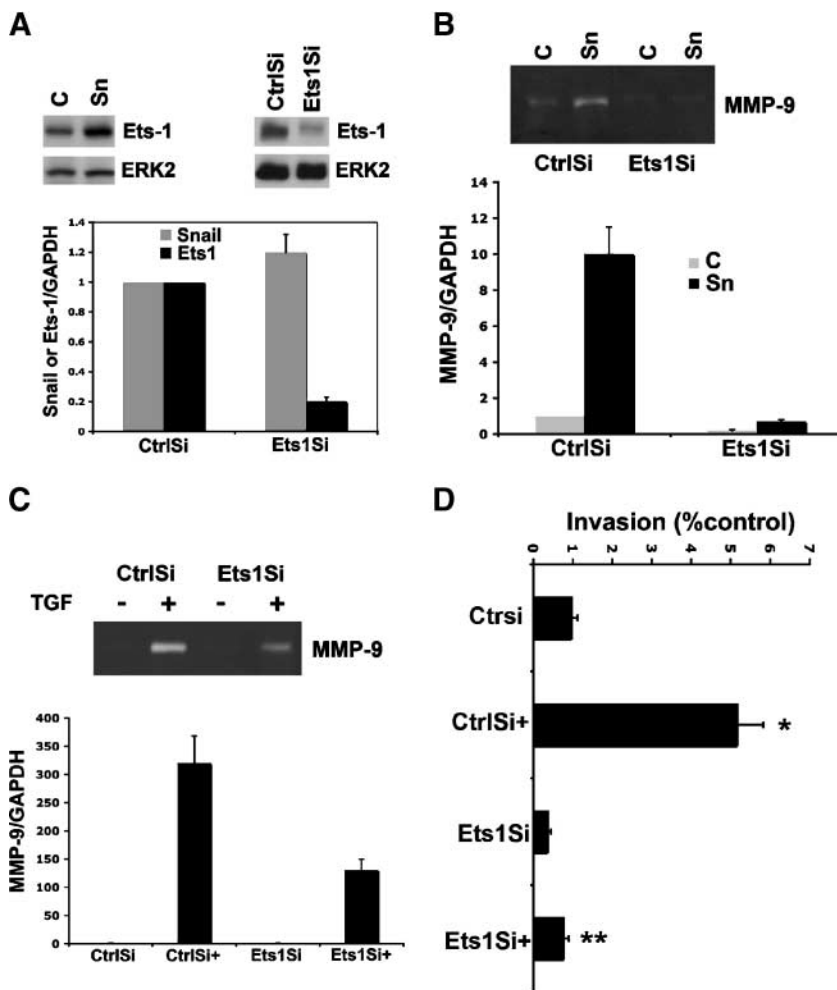 A
C Sn
CtrlSi Ets1Si
Ets-1
Ets-1
ERK2
ERK2
Snail
Ets1
Snail or Ets-1/GAPDH
1.4
1.2
1
0.8
0.6
0.4
0.2
0
CtrlSi Ets1Si
B
C Sn C Sn
MMP-9
CtrlSi Ets1Si
MMP-9/GAPDH
14
12
10
8
6
4
2
0
C
Sn
CtrlSi Ets1Si
C
CtrlSi Ets1Si
TGF - + - +
MMP-9
MMP-9/GAPDH
400
350
300
250
200
150
100
50
0
CtrlSi CtrlSi+ Ets1Si Ets1Si+
D
Invasion (%control)
0 1 2 3 4 5 6 7
Ctrsi
CtrlSi+ *
Ets1Si
Ets1Si+ **